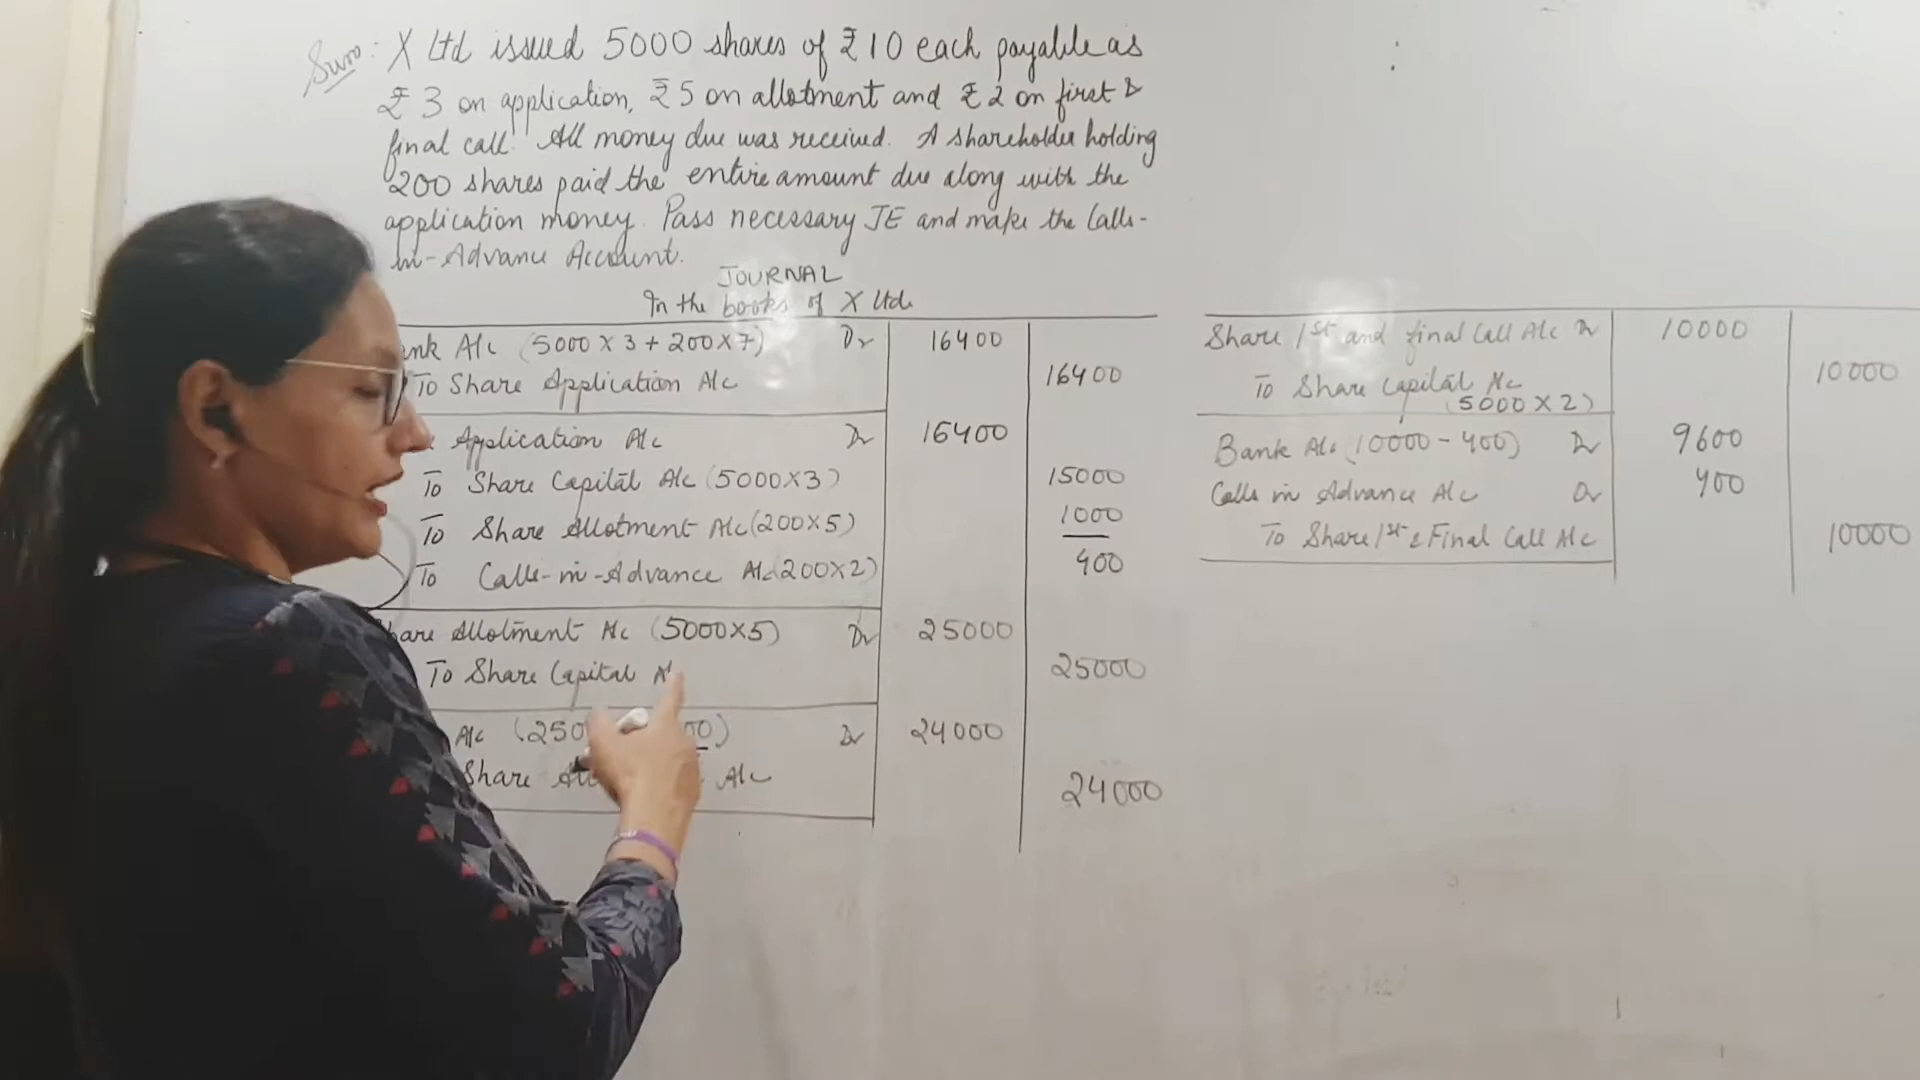 Sum: X Ltd issued 5000 shares of ₹10 each payable as
₹3 on application, ₹5 on allotment and ₹2 on first &
final call. All money due was received. A shareholder holding
200 shares paid the entire amount due along with the
application money. Pass necessary JE and make the Calls-
in-Advance Account.
JOURNAL
In the books of X Ltd.
ank A/c (5000 X 3 + 200 X 7) Dr 16400
To Share Application A/c 16400
Application A/c Dr 16400
To Share Capital A/c (5000X3) 15000
To Share Allotment A/c (200X5) 1000
To Calls-in-Advance A/c (200X2) 400
hare Allotment A/c (5000X5) Dr 25000
To Share Capital A/ 25000
A/c (250 00) Dr 24000
Share A/c 24000
Share 1st and final Call A/c Dr 10000
To Share Capital A/c 10000
(5000 X 2)
Bank A/c (10000 - 400) Dr 9600
Calls in Advance A/c Dr 400
To Share 1st & Final Call A/c 10000